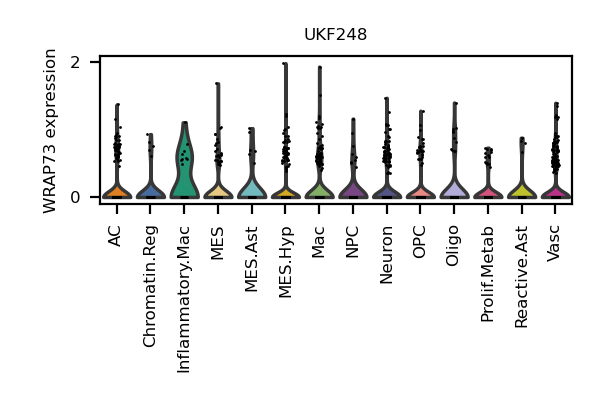 UKF248
WRAP73 expression
2
0
AC
Chromatin.Reg
Inflammatory.Mac
MES
MES.Ast
MES.Hyp
Mac
NPC
Neuron
OPC
Oligo
Prolif.Metab
Reactive.Ast
Vasc